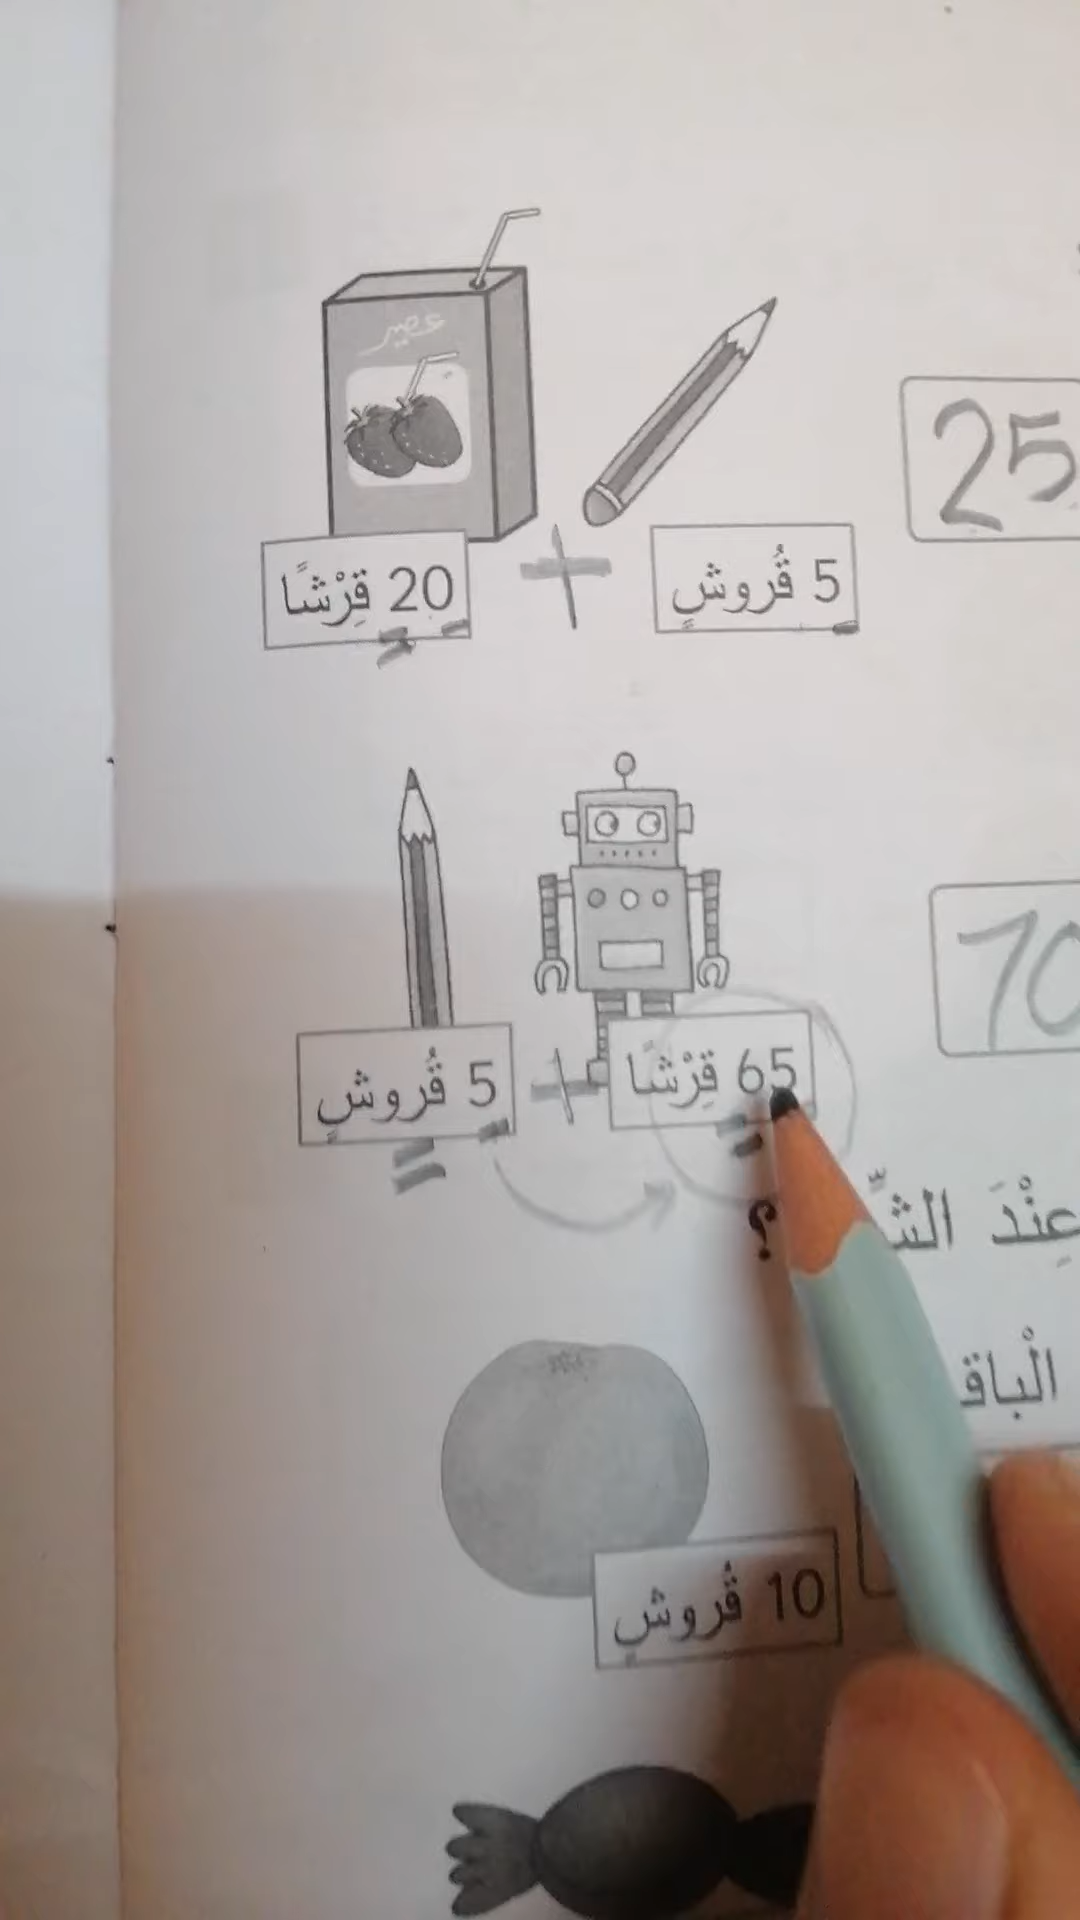 عصير
25
5 قُروشٍ + 20 قِرْشًا
70
65 قِرْشًا + 5 قُروشٍ
عِنْدَ
؟
10 قُروشٍ